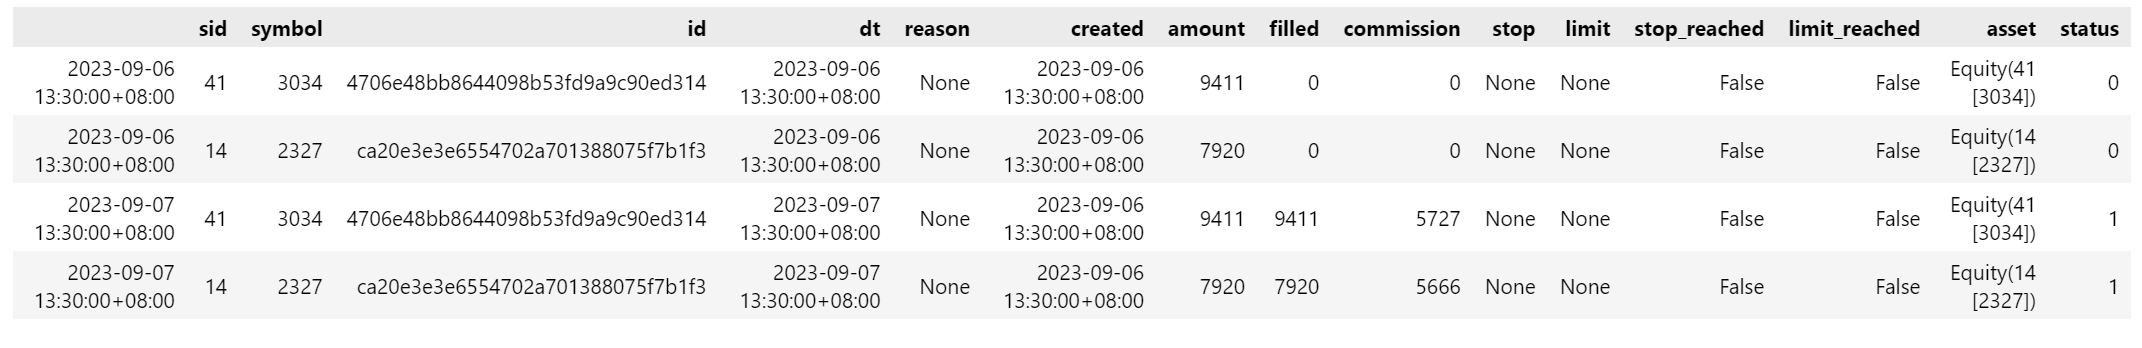 sid symbol id dt reason created amount filled commission stop limit stop_reached limit_reached asset status
2023-09-06 2023-09-06 2023-09-06 Equity(41
13:30:00+08:00 41 3034 4706e48bb8644098b53fd9a9c90ed314 13:30:00+08:00 None 13:30:00+08:00 9411 0 0 None None False False [3034]) 0
2023-09-06 2023-09-06 2023-09-06 Equity(14
13:30:00+08:00 14 2327 ca20e3e3e6554702a701388075f7b1f3 13:30:00+08:00 None 13:30:00+08:00 7920 0 0 None None False False [2327]) 0
2023-09-07 2023-09-07 2023-09-06 Equity(41
13:30:00+08:00 41 3034 4706e48bb8644098b53fd9a9c90ed314 13:30:00+08:00 None 13:30:00+08:00 9411 9411 5727 None None False False [3034]) 1
2023-09-07 2023-09-07 2023-09-06 Equity(14
13:30:00+08:00 14 2327 ca20e3e3e6554702a701388075f7b1f3 13:30:00+08:00 None 13:30:00+08:00 7920 7920 5666 None None False False [2327]) 1